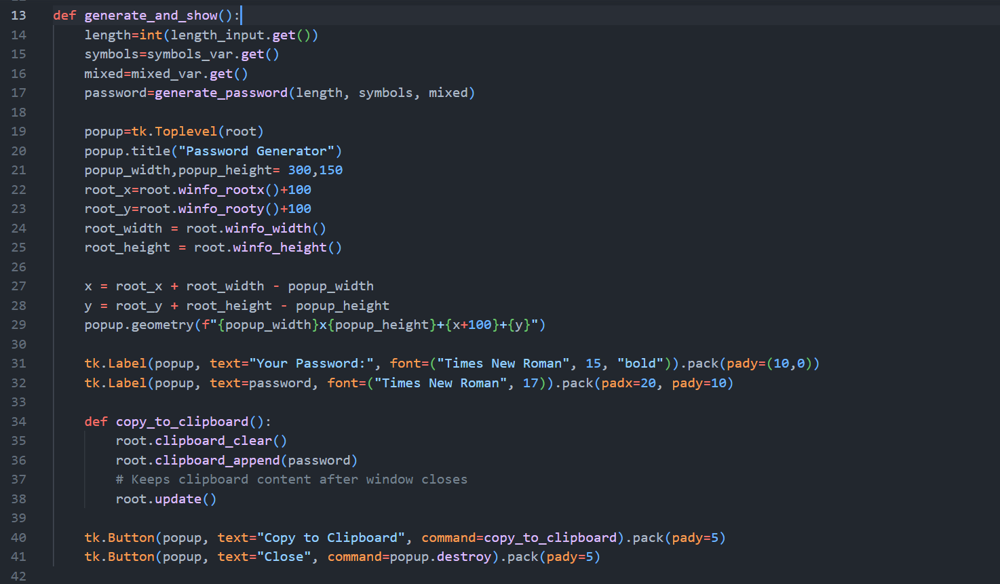 13 def generate_and_show():
14     length=int(length_input.get())
15     symbols=symbols_var.get()
16     mixed=mixed_var.get()
17     password=generate_password(length, symbols, mixed)
18
19     popup=tk.Toplevel(root)
20     popup.title("Password Generator")
21     popup_width,popup_height= 300,150
22     root_x=root.winfo_rootx()+100
23     root_y=root.winfo_rooty()+100
24     root_width = root.winfo_width()
25     root_height = root.winfo_height()
26
27     x = root_x + root_width - popup_width
28     y = root_y + root_height - popup_height
29     popup.geometry(f"{popup_width}x{popup_height}+{x+100}+{y}")
30
31     tk.Label(popup, text="Your Password:", font=("Times New Roman", 15, "bold")).pack(pady=(10,0))
32     tk.Label(popup, text=password, font=("Times New Roman", 17)).pack(padx=20, pady=10)
33
34     def copy_to_clipboard():
35         root.clipboard_clear()
36         root.clipboard_append(password)
37         # Keeps clipboard content after window closes
38         root.update()
39
40     tk.Button(popup, text="Copy to Clipboard", command=copy_to_clipboard).pack(pady=5)
41     tk.Button(popup, text="Close", command=popup.destroy).pack(pady=5)
42